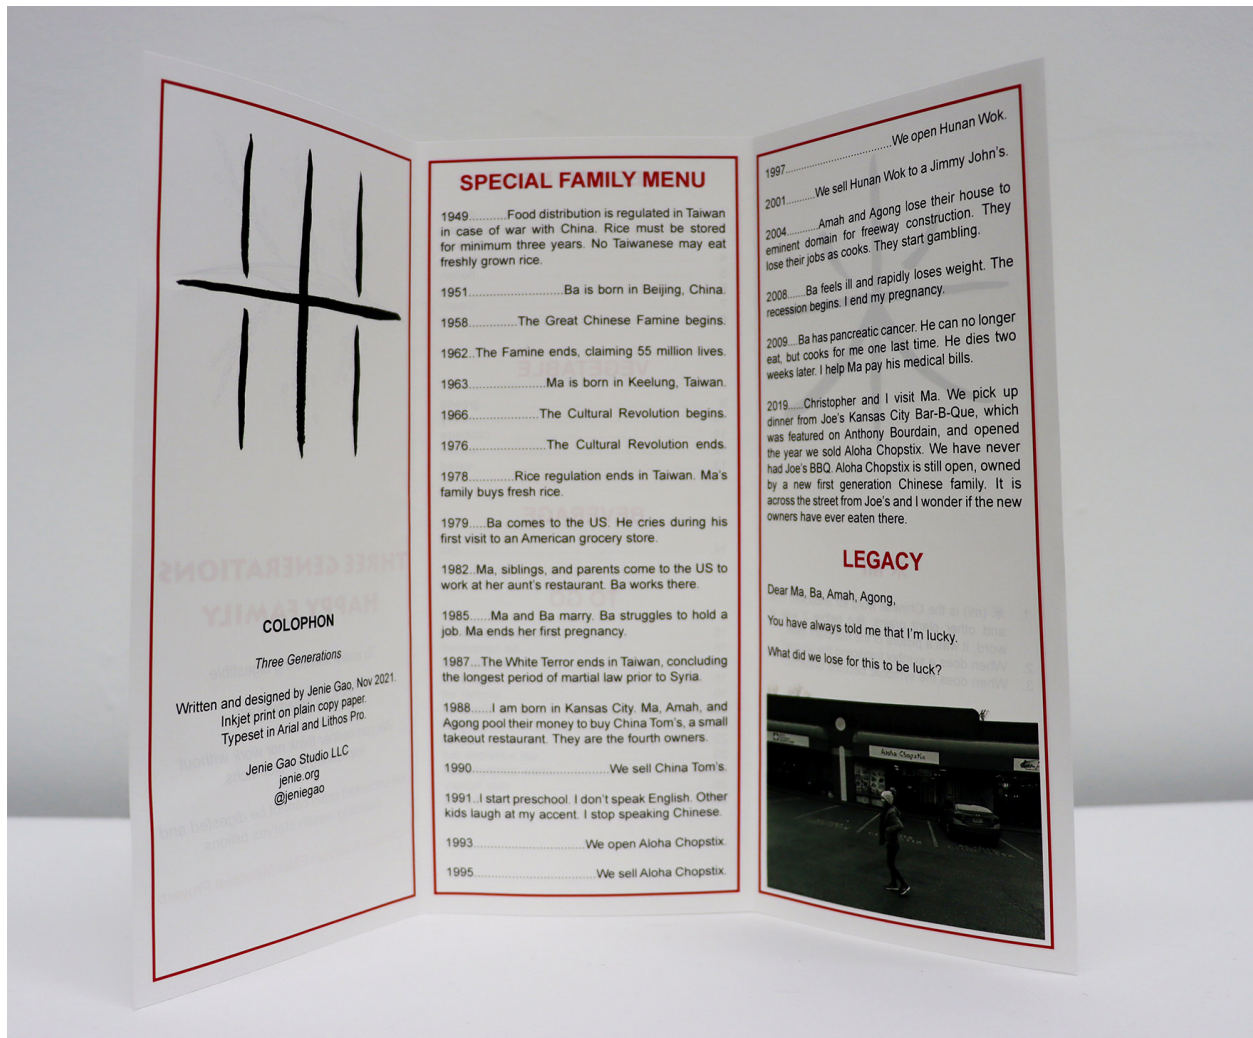 COLOPHON
Three Generations
Written and designed by Jenie Gao, Nov 2021.
Inkjet print on plain copy paper.
Typeset in Arial and Lithos Pro.
Jenie Gao Studio LLC
jenie.org
@jeniegao
SPECIAL FAMILY MENU
1949..........Food distribution is regulated in Taiwan
in case of war with China. Rice must be stored
for minimum three years. No Taiwanese may eat
freshly grown rice.
1951.............................Ba is born in Beijing, China.
1958.............The Great Chinese Famine begins.
1962..The Famine ends, claiming 55 million lives.
1963........................Ma is born in Keelung, Taiwan.
1966......................The Cultural Revolution begins.
1976........................The Cultural Revolution ends.
1978.............Rice regulation ends in Taiwan. Ma's
family buys fresh rice.
1979.....Ba comes to the US. He cries during his
first visit to an American grocery store.
1982..Ma, siblings, and parents come to the US to
work at her aunt's restaurant. Ba works there.
1985......Ma and Ba marry. Ba struggles to hold a
job. Ma ends her first pregnancy.
1987...The White Terror ends in Taiwan, concluding
the longest period of martial law prior to Syria.
1988......I am born in Kansas City. Ma, Amah, and
Agong pool their money to buy China Tom's, a small
takeout restaurant. They are the fourth owners.
1990..........................................We sell China Tom's.
1991..I start preschool. I don't speak English. Other
kids laugh at my accent. I stop speaking Chinese.
1993..................................We open Aloha Chopstix.
1995.....................................We sell Aloha Chopstix.
1997..................................We open Hunan Wok.
2001..........We sell Hunan Wok to a Jimmy John's.
2004..........Amah and Agong lose their house to
eminent domain for freeway construction. They
lose their jobs as cooks. They start gambling.
2008......Ba feels ill and rapidly loses weight. The
recession begins. I end my pregnancy.
2009....Ba has pancreatic cancer. He can no longer
eat, but cooks for me one last time. He dies two
weeks later. I help Ma pay his medical bills.
2019......Christopher and I visit Ma. We pick up
dinner from Joe's Kansas City Bar-B-Que, which
was featured on Anthony Bourdain, and opened
the year we sold Aloha Chopstix. We have never
had Joe's BBQ. Aloha Chopstix is still open, owned
by a new first generation Chinese family. It is
across the street from Joe's and I wonder if the new
owners have ever eaten there.
LEGACY
Dear Ma, Ba, Amah, Agong,
You have always told me that I'm lucky.
What did we lose for this to be luck?
Aloha Chopstix